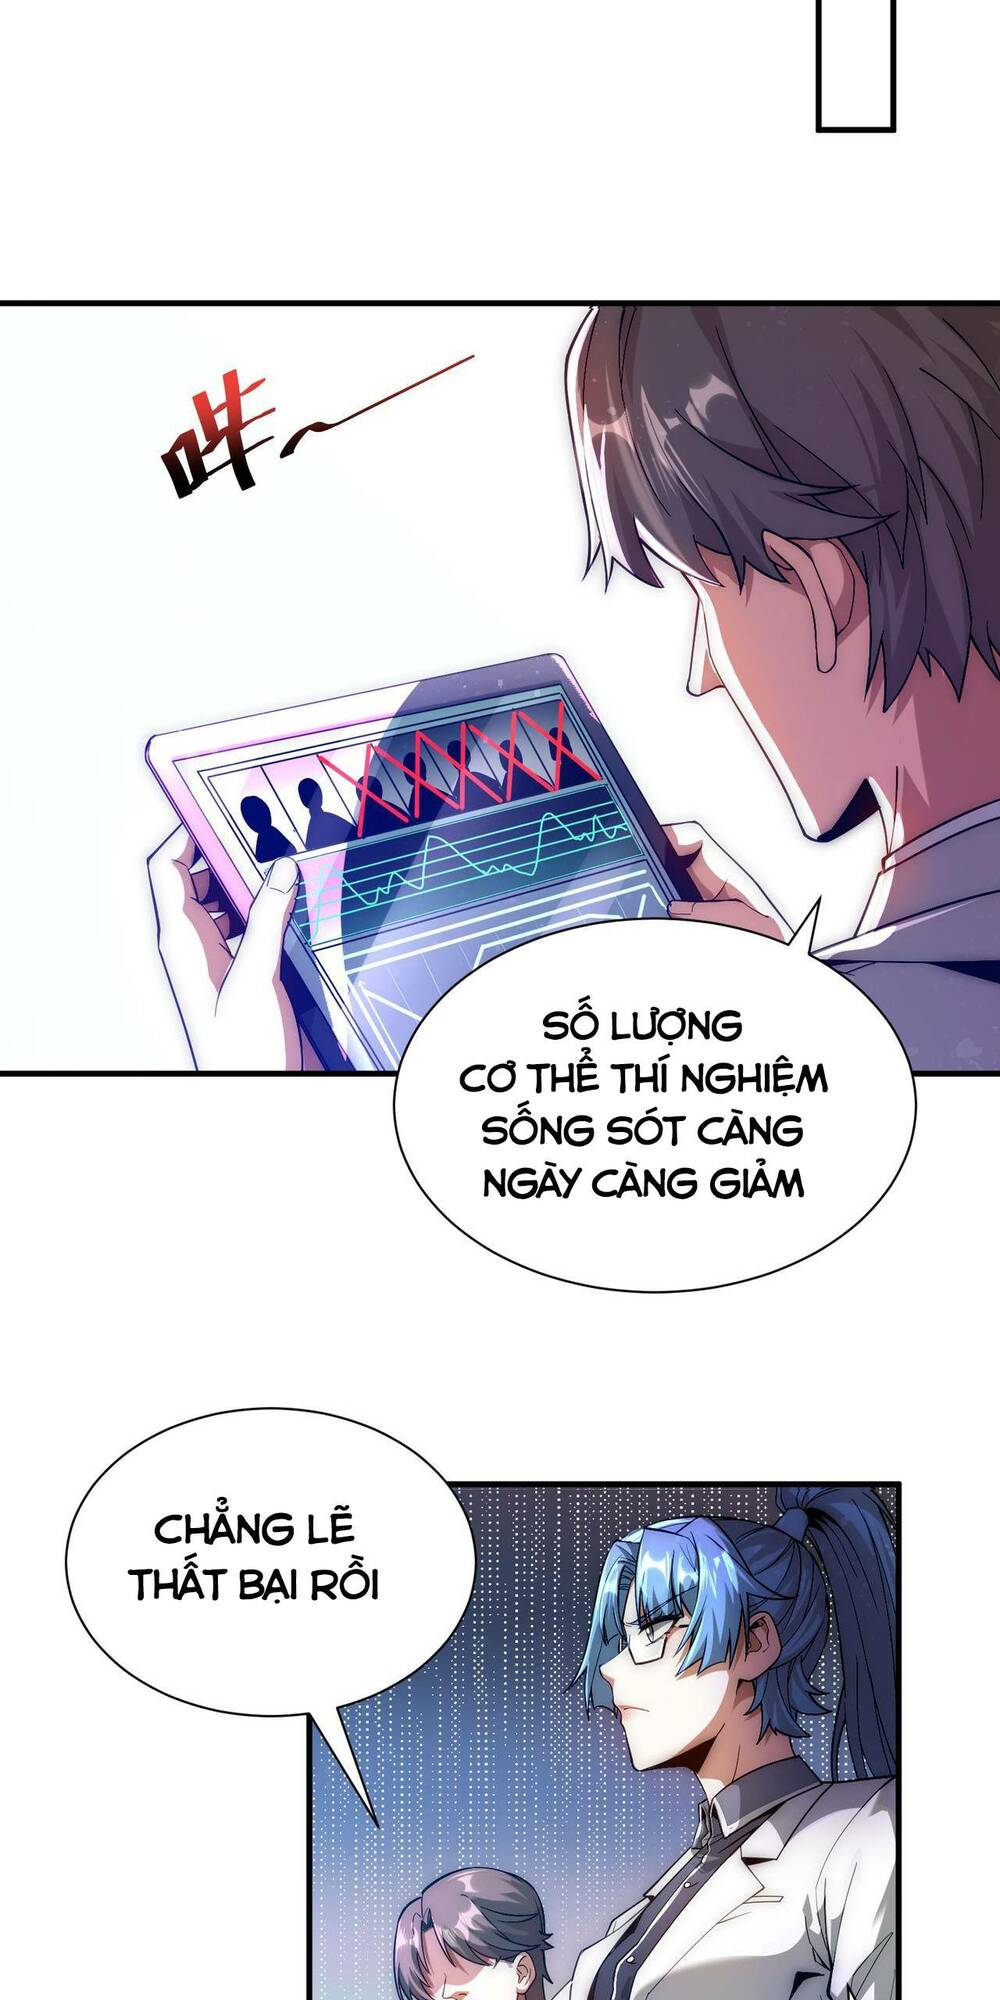 哔~
SỐ LƯỢNG
CƠ THỂ THÍ NGHIỆM
SỐNG SÓT CÀNG
NGÀY CÀNG GIẢM
CHẲNG LẼ
THẤT BẠI RỒI